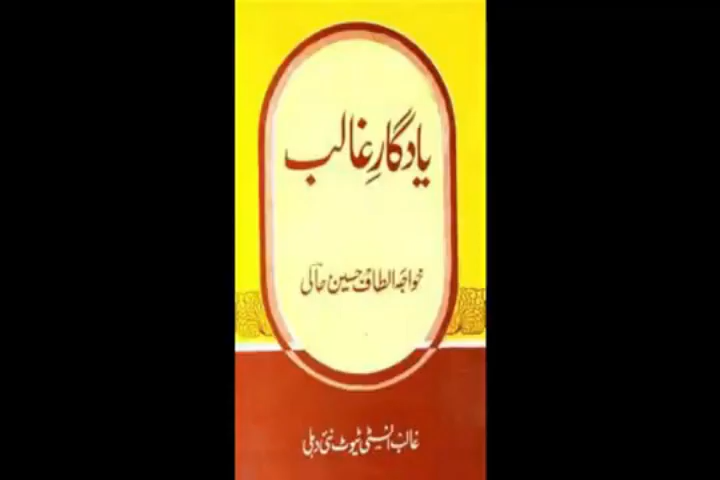 یادگارِ غالب
خواجہ الطاف حسین حالی
غالب انسٹی ٹیوٹ نئی دہلی